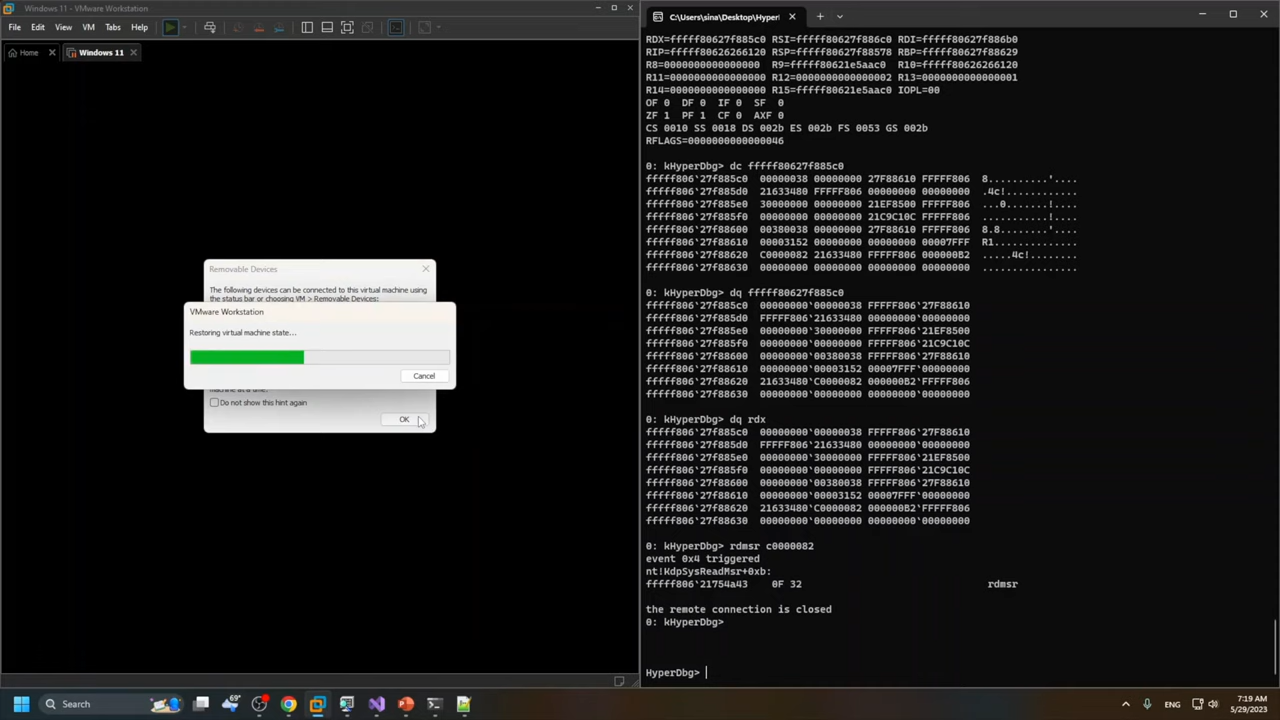 Windows 11 - VMware Workstation
File Edit View VM Tabs Help
Home
Windows 11
Removable Devices
The following devices can be connected to this virtual machine using
the status bar or choosing VM > Removable Devices:
VMware Workstation
Restoring virtual machine state...
Cancel
machine at a time.
Do not show this hint again
OK
C:\Users\sina\Desktop\Hyper
RDX=fffff80627f885c0 RSI=fffff80627f886c0 RDI=fffff80627f886b0
RIP=fffff80626266120 RSP=fffff80627f88578 RBP=fffff80627f88629
R8=0000000000000000 R9=fffff80621e5aac0 R10=fffff80626266120
R11=0000000000000000 R12=0000000000000002 R13=0000000000000001
R14=0000000000000000 R15=fffff80621e5aac0 IOPL=00
OF 0 DF 0 IF 0 SF 0
ZF 1 PF 1 CF 0 AXF 0
CS 0010 SS 0018 DS 002b ES 002b FS 0053 GS 002b
RFLAGS=0000000000000046
0: kHyperDbg> dc fffff80627f885c0
fffff806`27f885c0 00000038 00000000 27F88610 FFFFF806 8..........'....
fffff806`27f885d0 21633480 FFFFF806 00000000 00000000 .4c!............
fffff806`27f885e0 30000000 00000000 21EF8500 FFFFF806 ...0.......!....
fffff806`27f885f0 00000000 00000000 21C9C10C FFFFF806 ...........!....
fffff806`27f88600 00380038 00000000 27F88610 FFFFF806 8.8........'....
fffff806`27f88610 00003152 00000000 00000000 00007FFF R1..............
fffff806`27f88620 C0000082 21633480 FFFFF806 000000B2 .....4c!........
fffff806`27f88630 00000000 00000000 00000000 00000000 ................
0: kHyperDbg> dq fffff80627f885c0
fffff806`27f885c0 00000000`00000038 FFFFF806`27F88610
fffff806`27f885d0 FFFFF806`21633480 00000000`00000000
fffff806`27f885e0 00000000`30000000 FFFFF806`21EF8500
fffff806`27f885f0 00000000`00000000 FFFFF806`21C9C10C
fffff806`27f88600 00000000`00380038 FFFFF806`27F88610
fffff806`27f88610 00000000`00003152 00007FFF`00000000
fffff806`27f88620 21633480`C0000082 000000B2`FFFFF806
fffff806`27f88630 00000000`00000000 00000000`00000000
0: kHyperDbg> dq rdx
fffff806`27f885c0 00000000`00000038 FFFFF806`27F88610
fffff806`27f885d0 FFFFF806`21633480 00000000`00000000
fffff806`27f885e0 00000000`30000000 FFFFF806`21EF8500
fffff806`27f885f0 00000000`00000000 FFFFF806`21C9C10C
fffff806`27f88600 00000000`00380038 FFFFF806`27F88610
fffff806`27f88610 00000000`00003152 00007FFF`00000000
fffff806`27f88620 21633480`C0000082 000000B2`FFFFF806
fffff806`27f88630 00000000`00000000 00000000`00000000
0: kHyperDbg> rdmsr c0000082
event 0x4 triggered
nt!KdpSysReadMsr+0xb:
fffff806`21754a43 0F 32 rdmsr
the remote connection is closed
0: kHyperDbg>
HyperDbg>
Search
69°
ENG
7:19 AM
5/29/2023